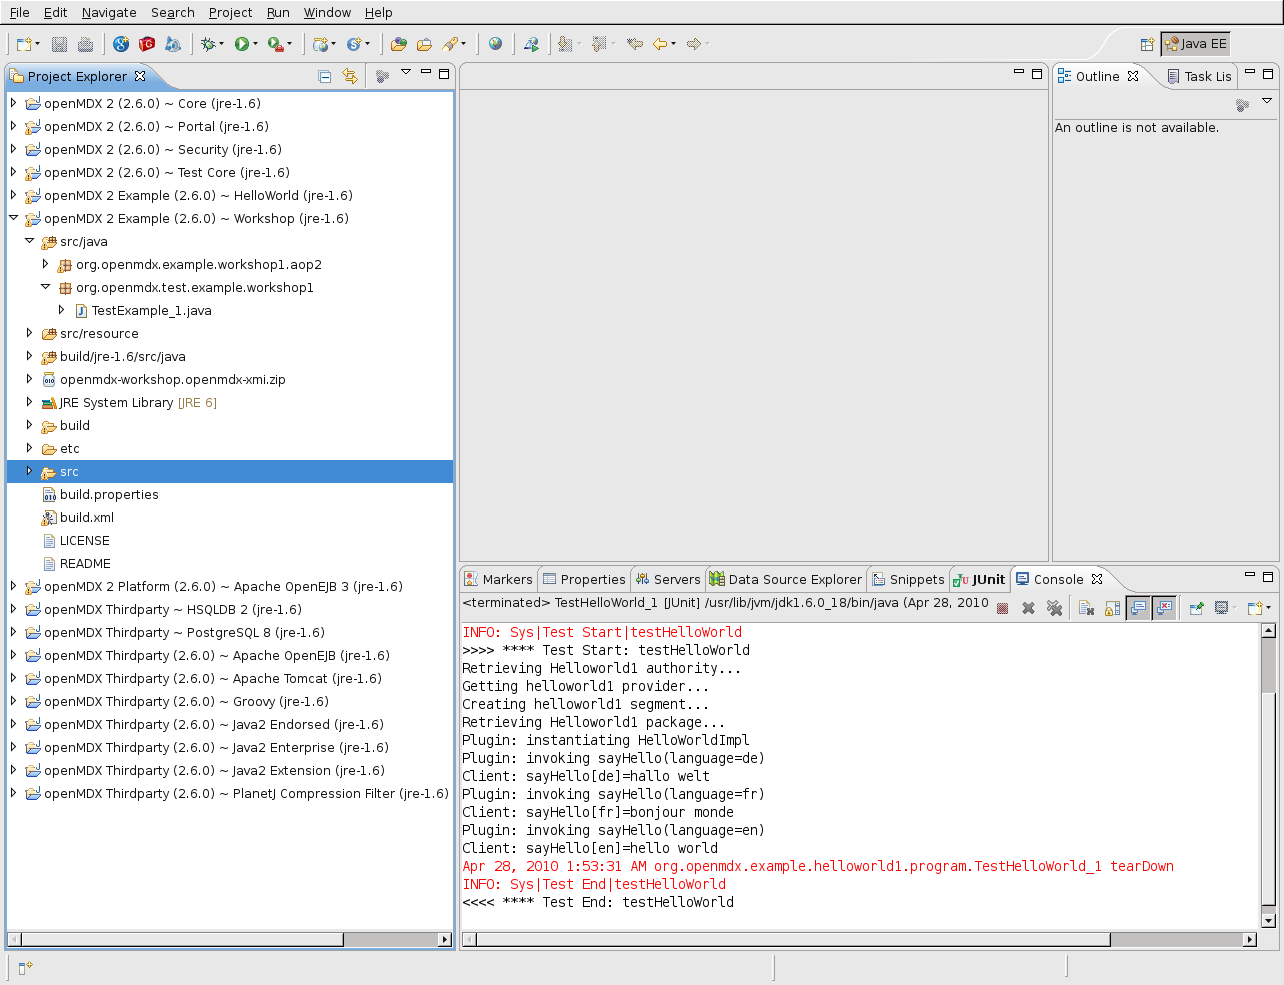 File Edit Navigate Search Project Run Window Help
Java EE
Project Explorer
openMDX 2 (2.6.0) ~ Core (jre-1.6)
openMDX 2 (2.6.0) ~ Portal (jre-1.6)
openMDX 2 (2.6.0) ~ Security (jre-1.6)
openMDX 2 (2.6.0) ~ Test Core (jre-1.6)
openMDX 2 Example (2.6.0) ~ HelloWorld (jre-1.6)
openMDX 2 Example (2.6.0) ~ Workshop (jre-1.6)
src/java
org.openmdx.example.workshop1.aop2
org.openmdx.test.example.workshop1
TestExample_1.java
src/resource
build/jre-1.6/src/java
openmdx-workshop.openmdx-xmi.zip
JRE System Library [JRE 6]
build
etc
src
build.properties
build.xml
LICENSE
README
openMDX 2 Platform (2.6.0) ~ Apache OpenEJB 3 (jre-1.6)
openMDX Thirdparty ~ HSQLDB 2 (jre-1.6)
openMDX Thirdparty ~ PostgreSQL 8 (jre-1.6)
openMDX Thirdparty (2.6.0) ~ Apache OpenEJB (jre-1.6)
openMDX Thirdparty (2.6.0) ~ Apache Tomcat (jre-1.6)
openMDX Thirdparty (2.6.0) ~ Groovy (jre-1.6)
openMDX Thirdparty (2.6.0) ~ Java2 Endorsed (jre-1.6)
openMDX Thirdparty (2.6.0) ~ Java2 Enterprise (jre-1.6)
openMDX Thirdparty (2.6.0) ~ Java2 Extension (jre-1.6)
openMDX Thirdparty (2.6.0) ~ PlanetJ Compression Filter (jre-1.6)
Outline Task Lis
An outline is not available.
Markers Properties Servers Data Source Explorer Snippets JUnit Console
<terminated> TestHelloWorld_1 [JUnit] /usr/lib/jvm/jdk1.6.0_18/bin/java (Apr 28, 2010
INFO: Sys|Test Start|testHelloWorld
>>>> **** Test Start: testHelloWorld
Retrieving Helloworld1 authority...
Getting helloworld1 provider...
Creating helloworld1 segment...
Retrieving Helloworld1 package...
Plugin: instantiating HelloWorldImpl
Plugin: invoking sayHello(language=de)
Client: sayHello[de]=hallo welt
Plugin: invoking sayHello(language=fr)
Client: sayHello[fr]=bonjour monde
Plugin: invoking sayHello(language=en)
Client: sayHello[en]=hello world
Apr 28, 2010 1:53:31 AM org.openmdx.example.helloworld1.program.TestHelloWorld_1 tearDown
INFO: Sys|Test End|testHelloWorld
<<<< **** Test End: testHelloWorld